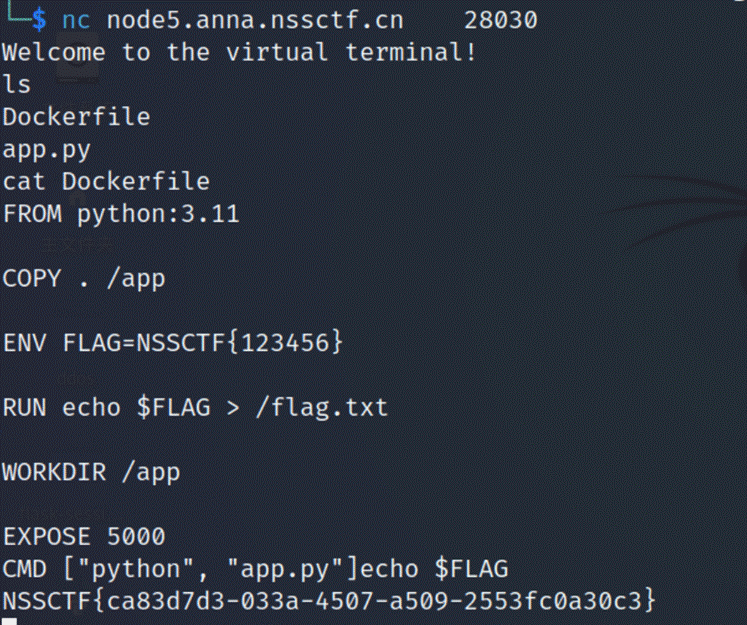 └─$ nc node5.anna.nssctf.cn    28030
Welcome to the virtual terminal!
ls
Dockerfile
app.py
cat Dockerfile
FROM python:3.11
COPY . /app
ENV FLAG=NSSCTF{123456}
RUN echo $FLAG > /flag.txt
WORKDIR /app
EXPOSE 5000
CMD ["python", "app.py"]echo $FLAG
NSSCTF{ca83d7d3-033a-4507-a509-2553fc0a30c3}